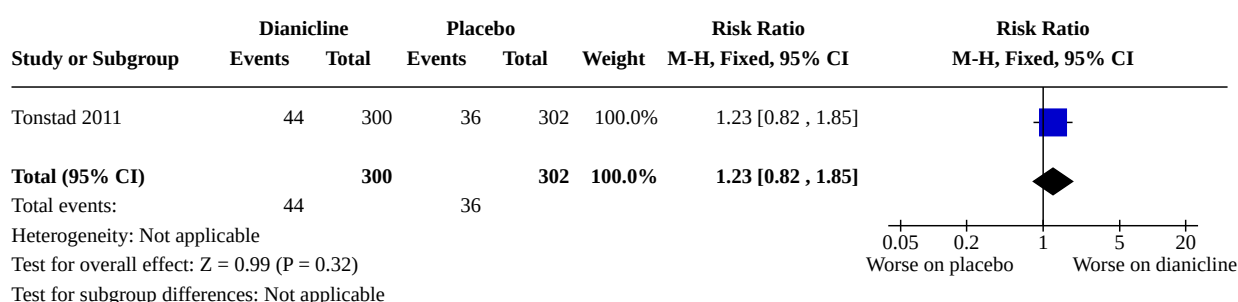 Dianicline Placebo Risk Ratio Risk Ratio
Study or Subgroup Events Total Events Total Weight M-H, Fixed, 95% CI M-H, Fixed, 95% CI
Tonstad 2011 44 300 36 302 100.0% 1.23 [0.82 , 1.85]
Total (95% CI) 300 302 100.0% 1.23 [0.82 , 1.85]
Total events: 44 36
Heterogeneity: Not applicable
0.05 0.2 1 5 20
Test for overall effect: Z = 0.99 (P = 0.32)
Worse on placebo Worse on dianicline
Test for subgroup differences: Not applicable